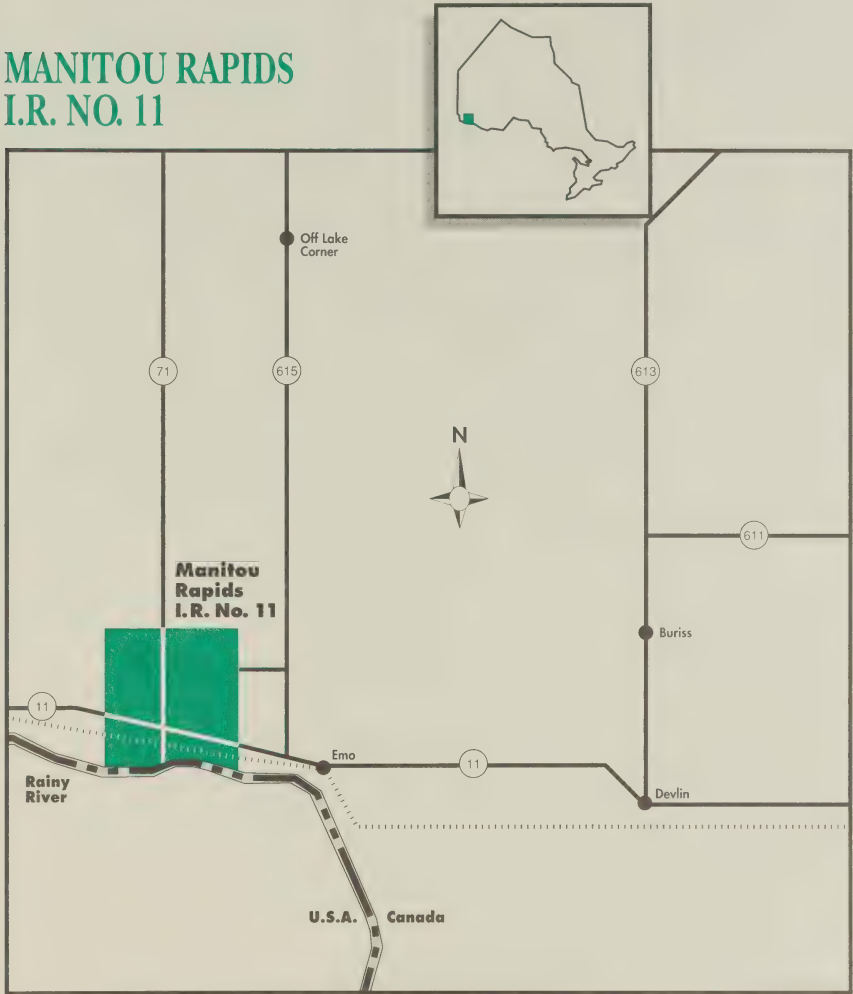 MANITOU RAPIDS
I.R. NO. 11
Off Lake
Corner
71
615
613
N
611
Manitou
Rapids
I.R. No. 11
Buriss
11
Emo
11
Rainy
River
Devlin
U.S.A.
Canada